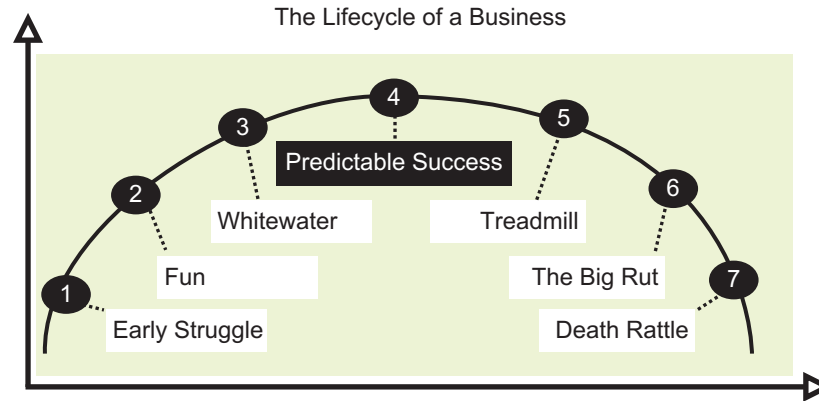 The Lifecycle of a Business
4
3
5
Predictable Success
2
6
Whitewater
Treadmill
Fun
The Big Rut
1
7
Early Struggle
Death Rattle